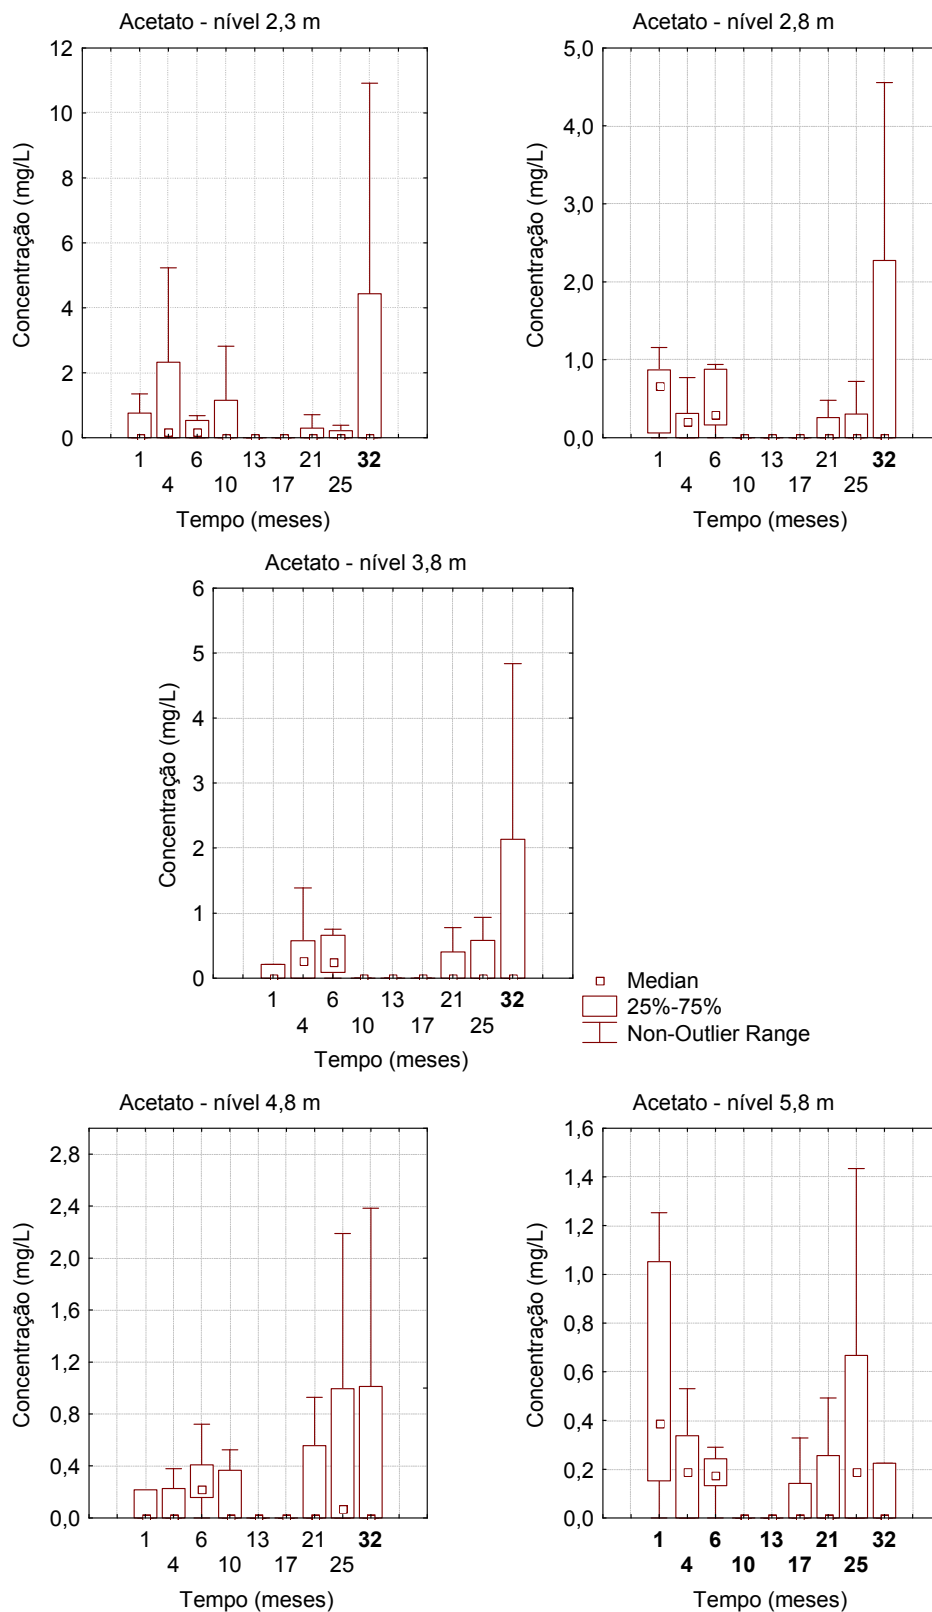 Acetato - nível 2,3 m
12
10
8
6
4
2
0
Concentração (mg/L)
1 6 13 21 32
4 10 17 25
Tempo (meses)
Acetato - nível 2,8 m
5,0
4,0
3,0
2,0
1,0
0,0
Concentração (mg/L)
1 6 13 21 32
4 10 17 25
Tempo (meses)
Acetato - nível 3,8 m
6
5
4
3
2
1
0
Concentração (mg/L)
1 6 13 21 32
4 10 17 25
Tempo (meses)
Median
25%-75%
Non-Outlier Range
Acetato - nível 4,8 m
2,8
2,4
2,0
1,6
1,2
0,8
0,4
0,0
Concentração (mg/L)
1 6 13 21 32
4 10 17 25
Tempo (meses)
Acetato - nível 5,8 m
1,6
1,4
1,2
1,0
0,8
0,6
0,4
0,2
0,0
Concentração (mg/L)
1 6 13 21 32
4 10 17 25
Tempo (meses)